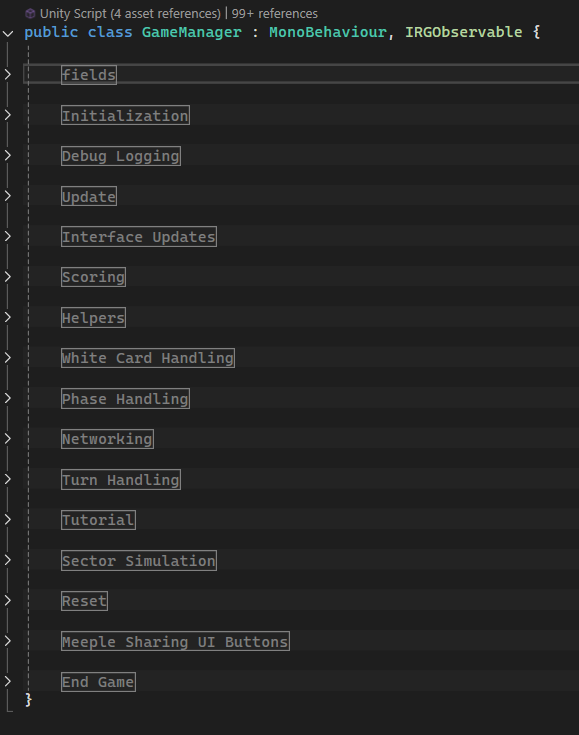 Unity Script (4 asset references) | 99+ references
public class GameManager : MonoBehaviour, IRGObservable {
fields
Initialization
Debug Logging
Update
Interface Updates
Scoring
Helpers
White Card Handling
Phase Handling
Networking
Turn Handling
Tutorial
Sector Simulation
Reset
Meeple Sharing UI Buttons
End Game
}